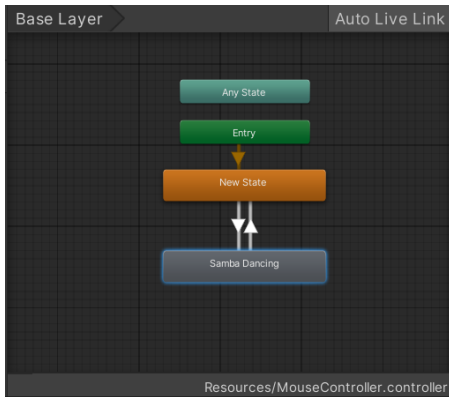 Base Layer
Auto Live Link
Any State
Entry
New State
Samba Dancing
Resources/MouseController.controller